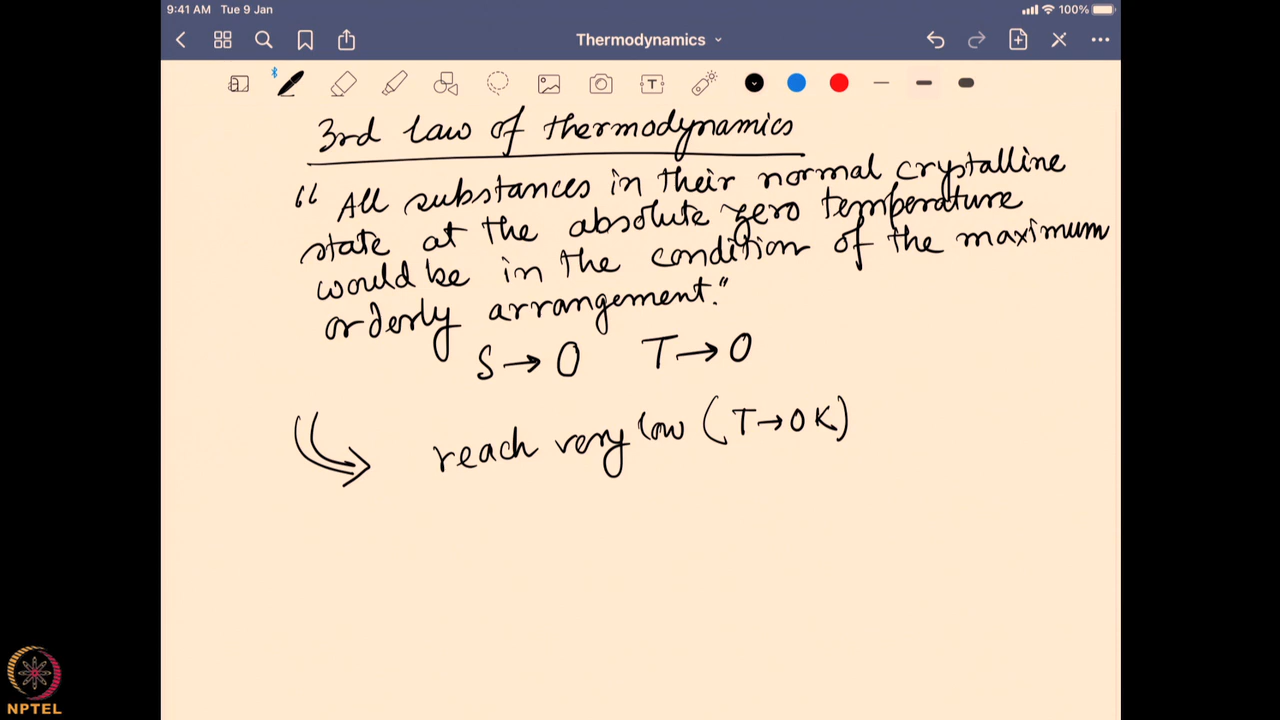 9:41 AM Tue 9 Jan 100%
Thermodynamics
T
3rd law of thermodynamics
“ All substances in their normal crystalline
state at the absolute zero temperature
would be in the condition of the maximum
orderly arrangement."
S → 0 T → 0
reach very low (T → 0 K)
NPTEL